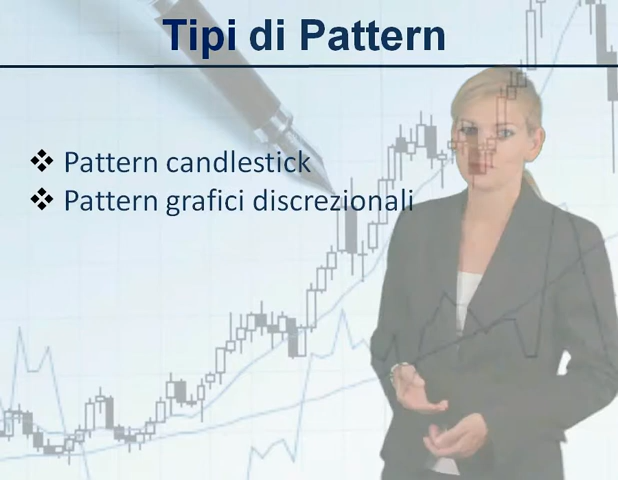 Tipi di Pattern
Pattern candlestick
Pattern grafici discrezionali